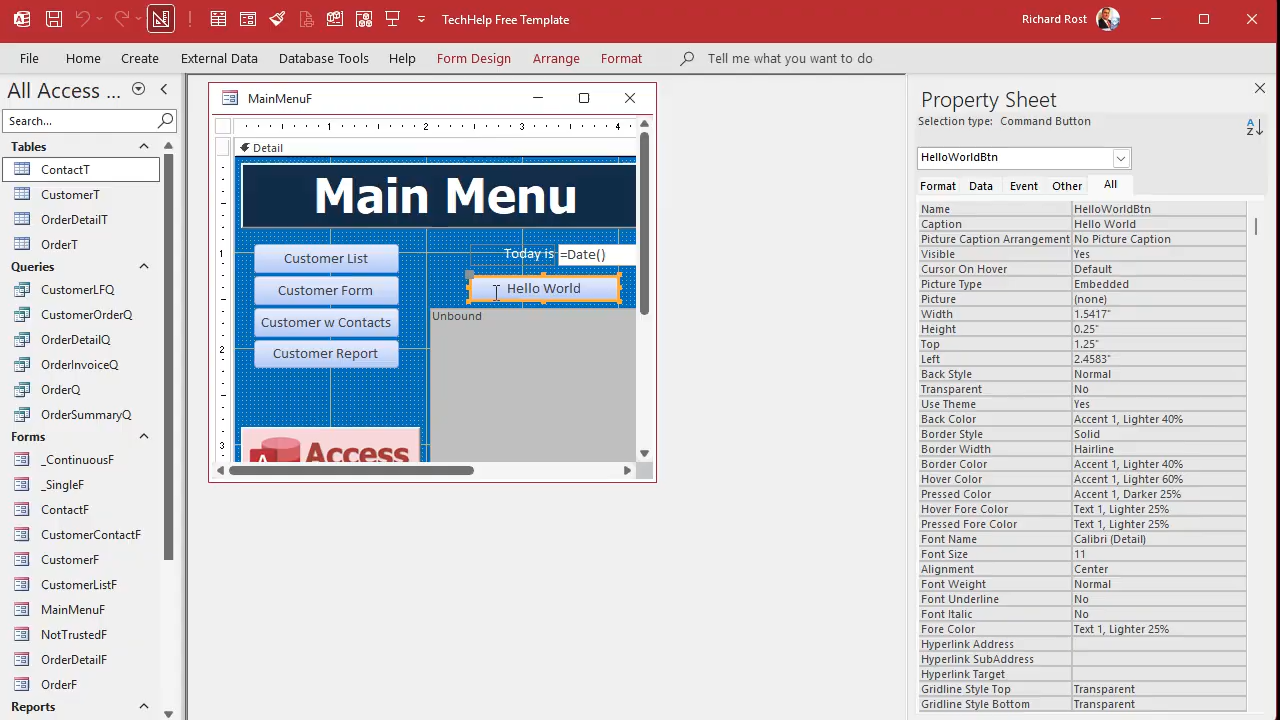 TechHelp Free Template
Richard Rost
File
Home
Create
External Data
Database Tools
Help
Form Design
Arrange
Format
Tell me what you want to do
All Access ...
Search...
Tables
ContactT
CustomerT
OrderDetailT
OrderT
Queries
CustomerLFQ
CustomerOrderQ
OrderDetailQ
OrderInvoiceQ
OrderQ
OrderSummaryQ
Forms
_ContinuousF
_SingleF
ContactF
CustomerContactF
CustomerF
CustomerListF
MainMenuF
NotTrustedF
OrderDetailF
OrderF
Reports
MainMenuF
1
2
3
4
Detail
Main Menu
1
Today is
=Date()
Customer List
Hello World
Customer Form
Unbound
Customer w Contacts
2
Customer Report
3
A
Access
Property Sheet
Selection type: Command Button
HelloWorldBtn
Format
Data
Event
Other
All
Name HelloWorldBtn
Caption Hello World
Picture Caption Arrangement No Picture Caption
Visible Yes
Cursor On Hover Default
Picture Type Embedded
Picture (none)
Width 1.5417"
Height 0.25"
Top 1.25"
Left 2.4583"
Back Style Normal
Transparent No
Use Theme Yes
Back Color Accent 1, Lighter 40%
Border Style Solid
Border Width Hairline
Border Color Accent 1, Lighter 40%
Hover Color Accent 1, Lighter 60%
Pressed Color Accent 1, Darker 25%
Hover Fore Color Text 1, Lighter 25%
Pressed Fore Color Text 1, Lighter 25%
Font Name Calibri (Detail)
Font Size 11
Alignment Center
Font Weight Normal
Font Underline No
Font Italic No
Fore Color Text 1, Lighter 25%
Hyperlink Address
Hyperlink SubAddress
Hyperlink Target
Gridline Style Top Transparent
Gridline Style Bottom Transparent